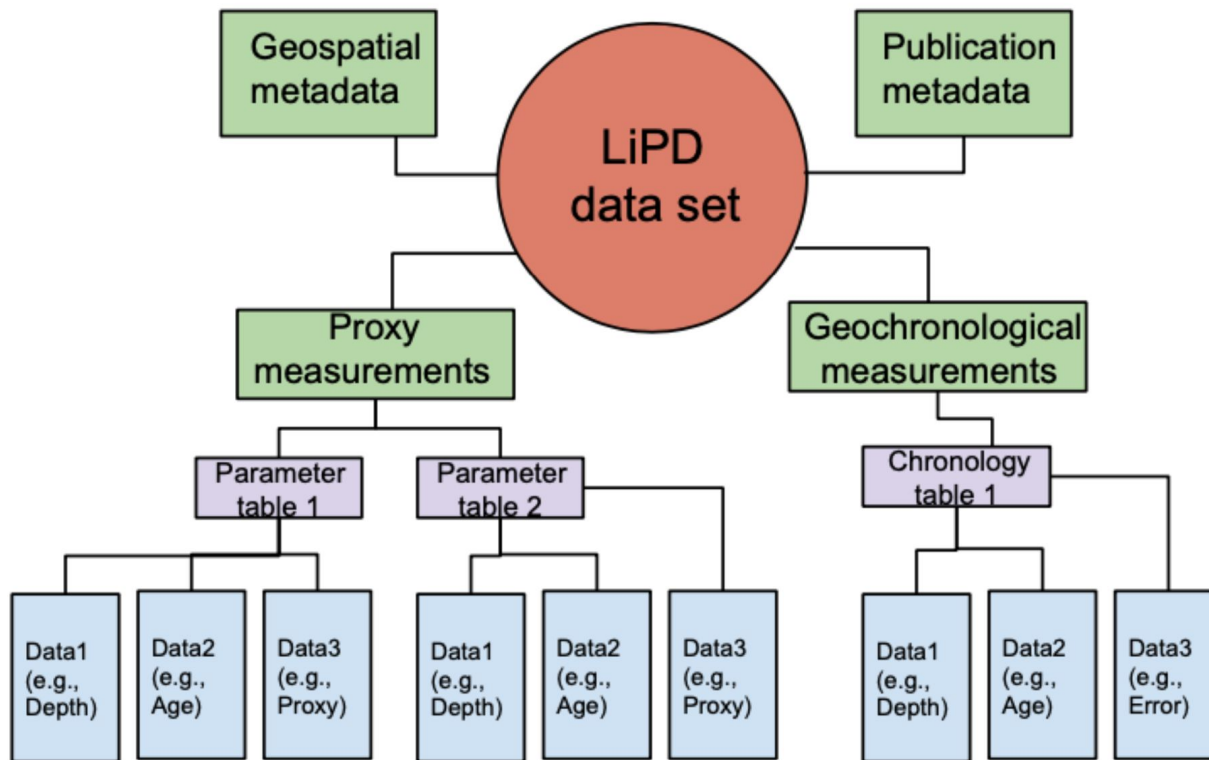 Geospatial
metadata
LiPD
data set
Publication
metadata
Proxy
measurements
Geochronological
measurements
Parameter
table 1
Parameter
table 2
Chronology
table 1
Data1
(e.g.,
Depth)
Data2
(e.g.,
Age)
Data3
(e.g.,
Proxy)
Data1
(e.g.,
Depth)
Data2
(e.g.,
Age)
Data3
(e.g.,
Proxy)
Data1
(e.g.,
Depth)
Data2
(e.g.,
Age)
Data3
(e.g.,
Error)